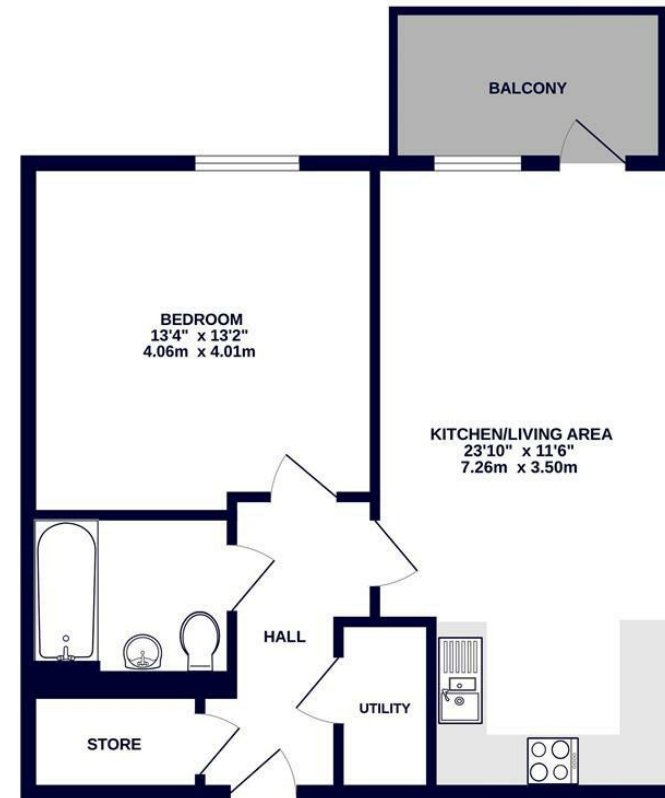 BALCONY
BEDROOM
13'4" x 13'2"
4.06m x 4.01m
KITCHEN/LIVING AREA
23'10" x 11'6"
7.26m x 3.50m
HALL
UTILITY
STORE